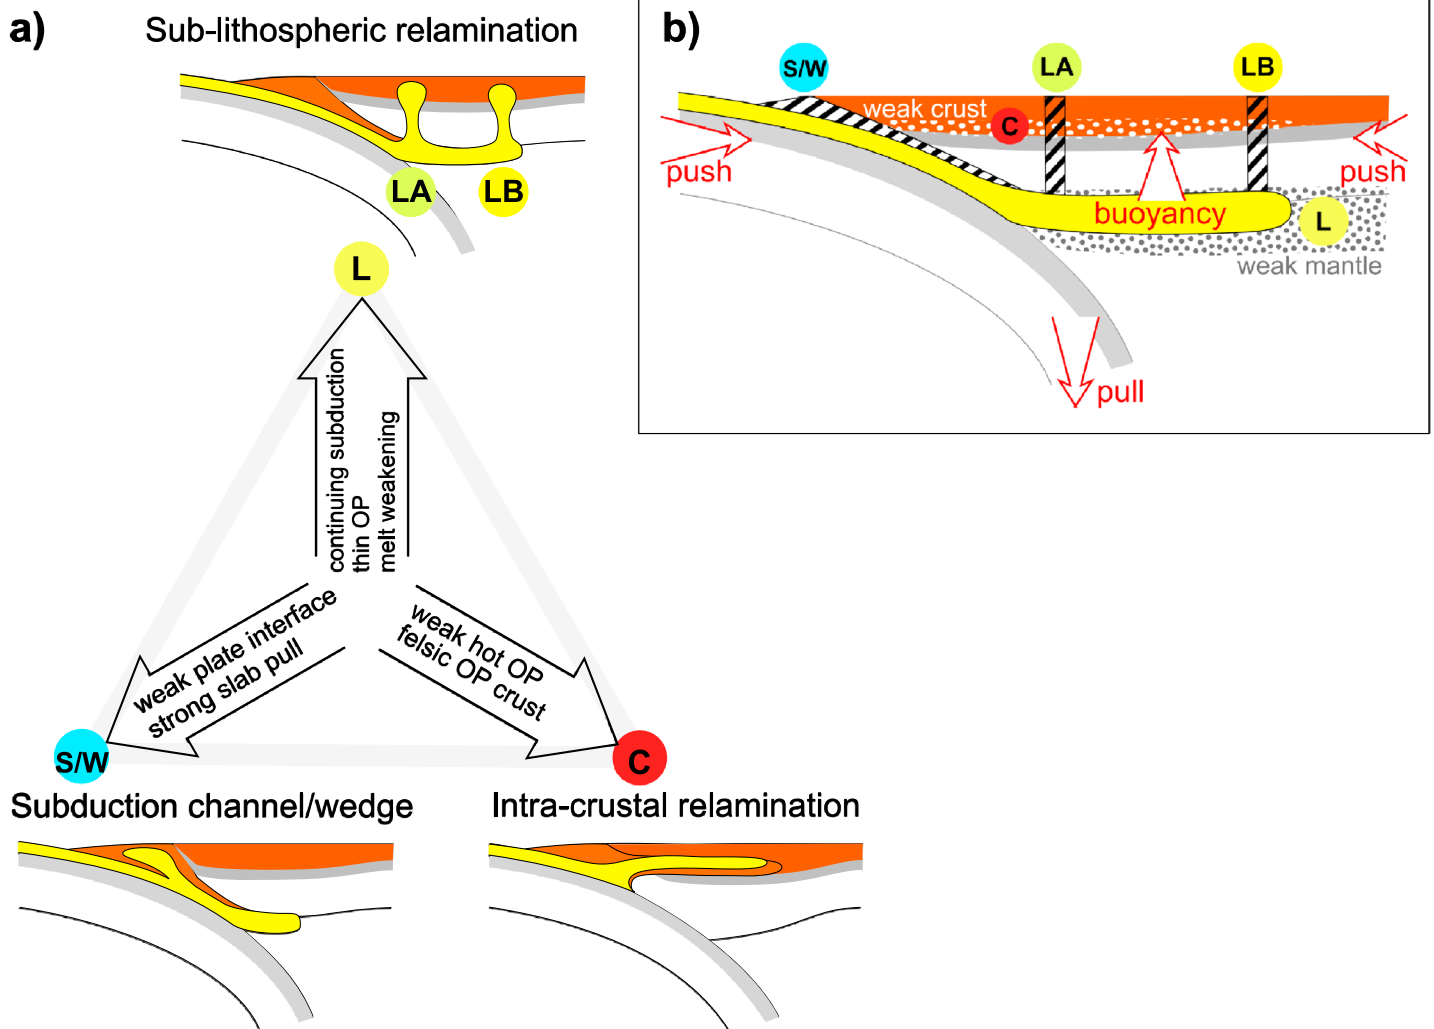 a)
Sub-lithospheric relamination
LA
LB
L
continuing subduction
thin OP
melt weakening
weak plate interface
strong slab pull
weak hot OP
felsic OP crust
S/W
C
Subduction channel/wedge
Intra-crustal relamination
b)
S/W
LA
LB
weak crust
C
push
push
buoyancy
L
weak mantle
pull